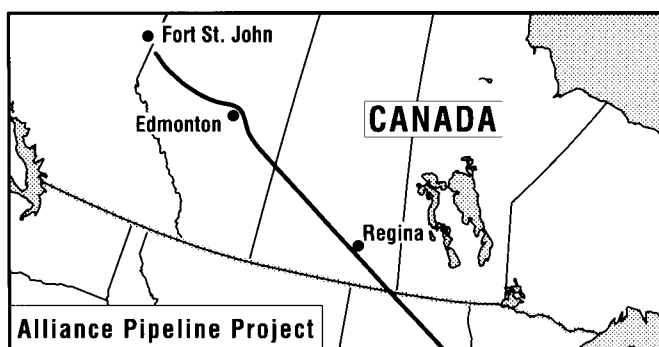 Fort St. John
Edmonton
CANADA
Regina
Alliance Pipeline Project